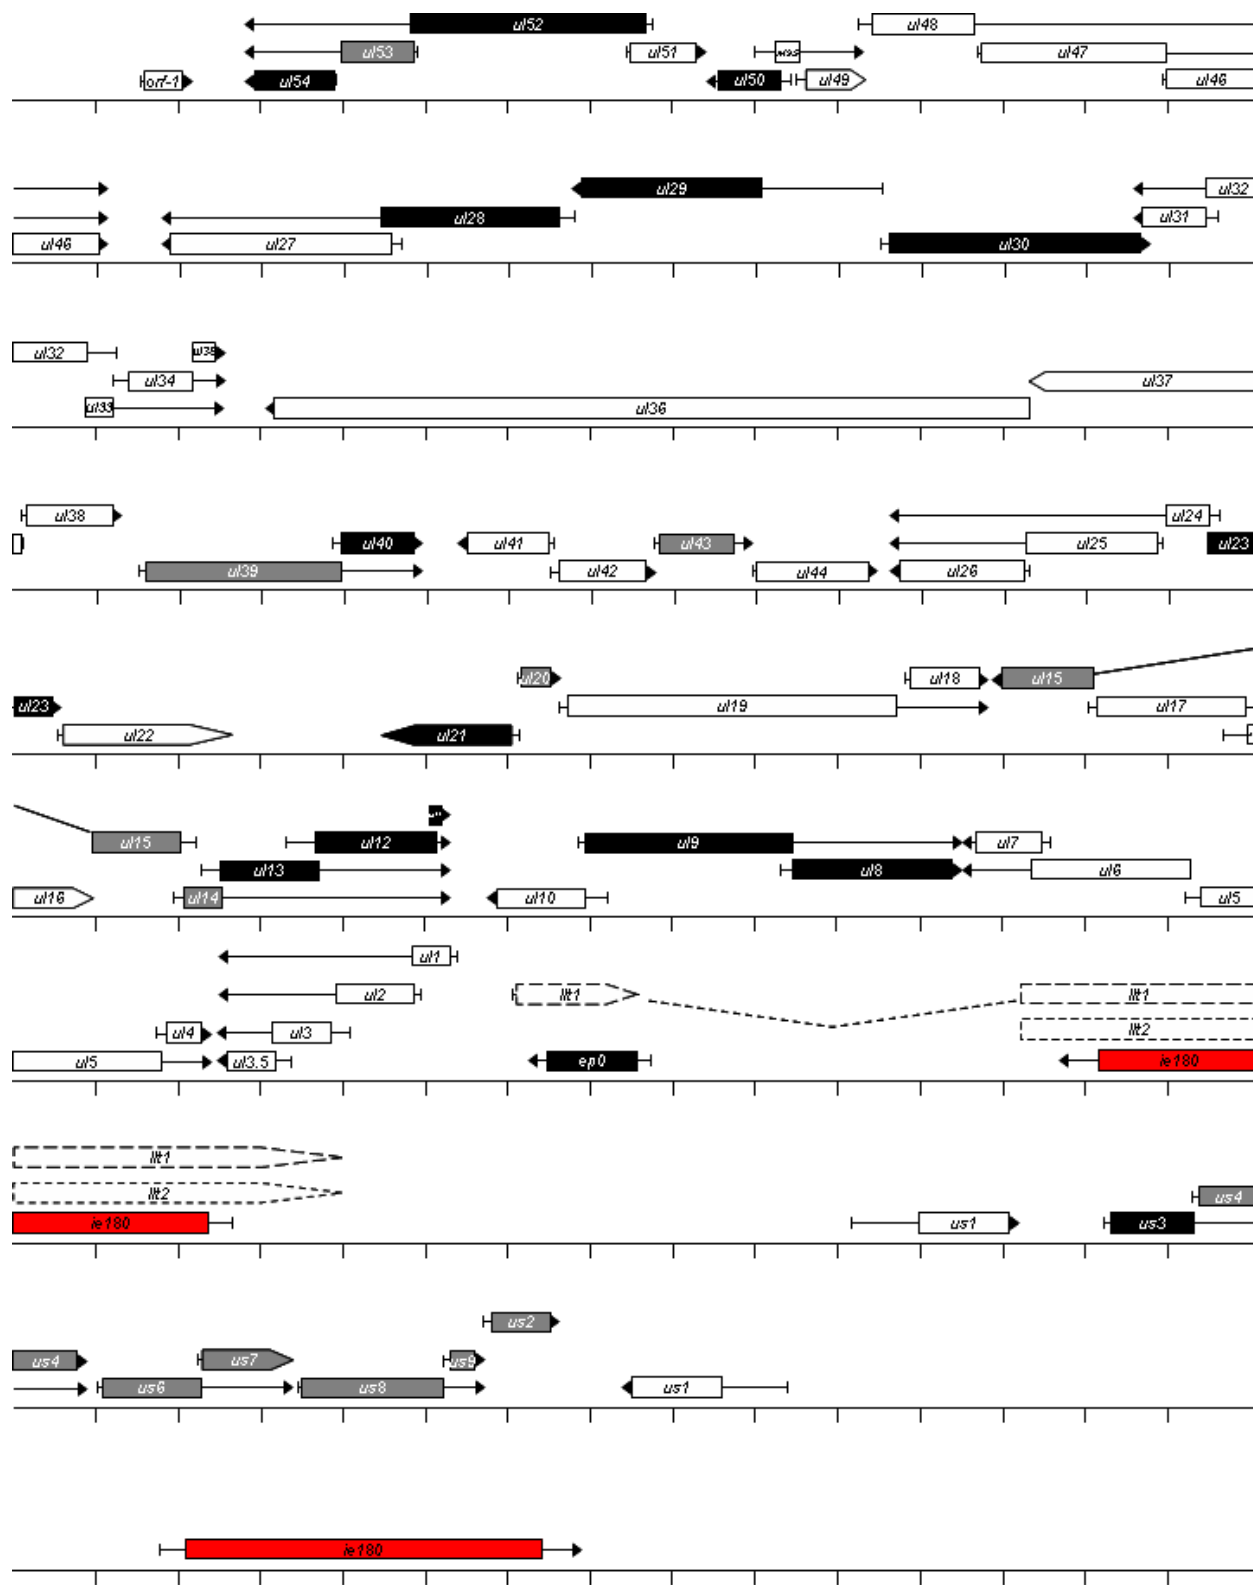 ul52 ul48
ul53 ul51 ul47
orf-1 ul54 ul50 ul49 ul46
ul29 ul32
ul28 ul31
ul46 ul27 ul30
ul32 ul35
ul34 ul37
ul33 ul36
ul38 ul24
ul40 ul41 ul43 ul25 ul23
ul39 ul42 ul44 ul26
ul20 ul18 ul15
ul23 ul19 ul17
ul22 ul21
ul15 ul12 ul9 ul7
ul13 ul8 ul6
ul16 ul14 ul10 ul5
ul1
ul2 llt1 llt1
ul4 ul3 llt2
ul5 ul3.5 ep0 ie180
llt1
llt2 us4
ie180 us1 us3
us2
us4 us7 us9
us6 us8 us1
ie180